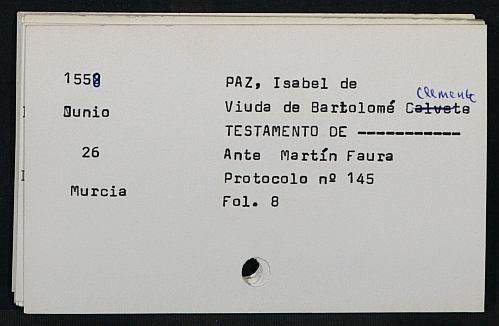 1558
Junio
26
Murcia
PAZ, Isabel de
Clemente
Viuda de Bartolomé Calvete
TESTAMENTO DE -----------
Ante Martín Faura
Protocolo nº 145
Fol. 8